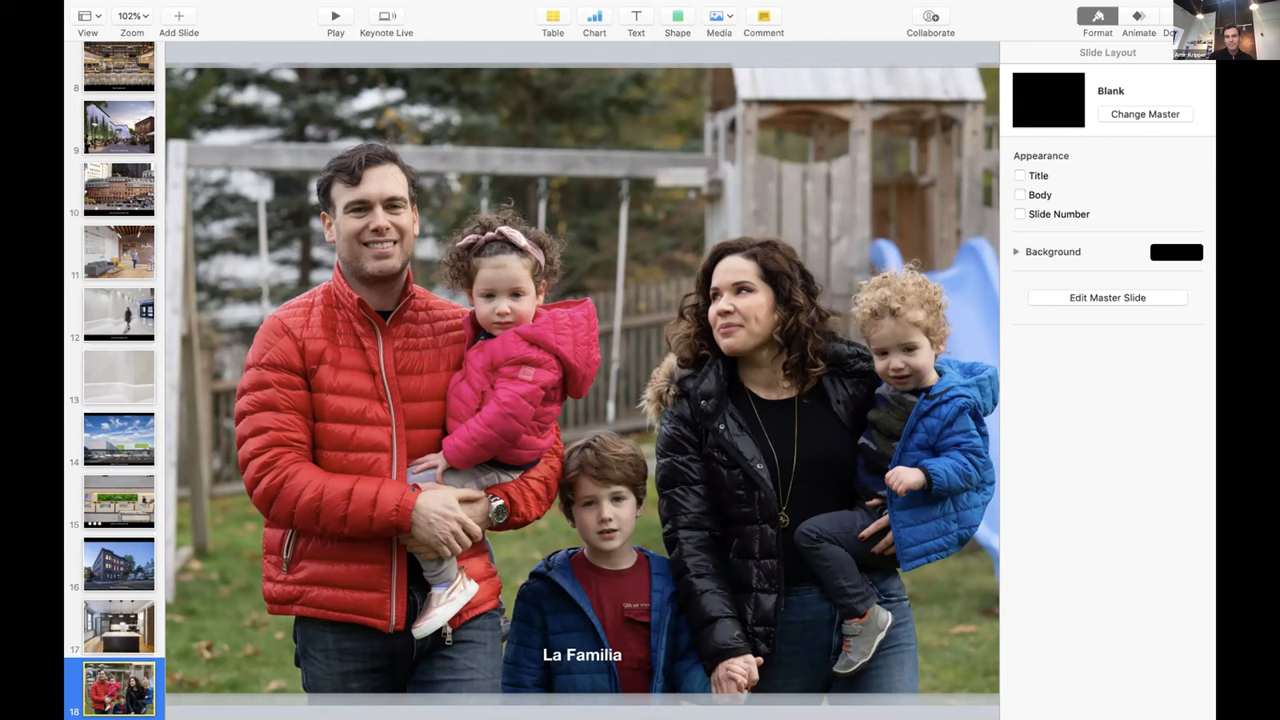 102%
View
Zoom
Add Slide
Play
Keynote Live
Table
Chart
Text
Shape
Media
Comment
Collaborate
Format
Animate
Amir Kripper
Slide Layout
Blank
Change Master
Appearance
Title
Body
Slide Number
Background
Edit Master Slide
La Familia
8
9
10
11
12
13
14
15
16
17
18